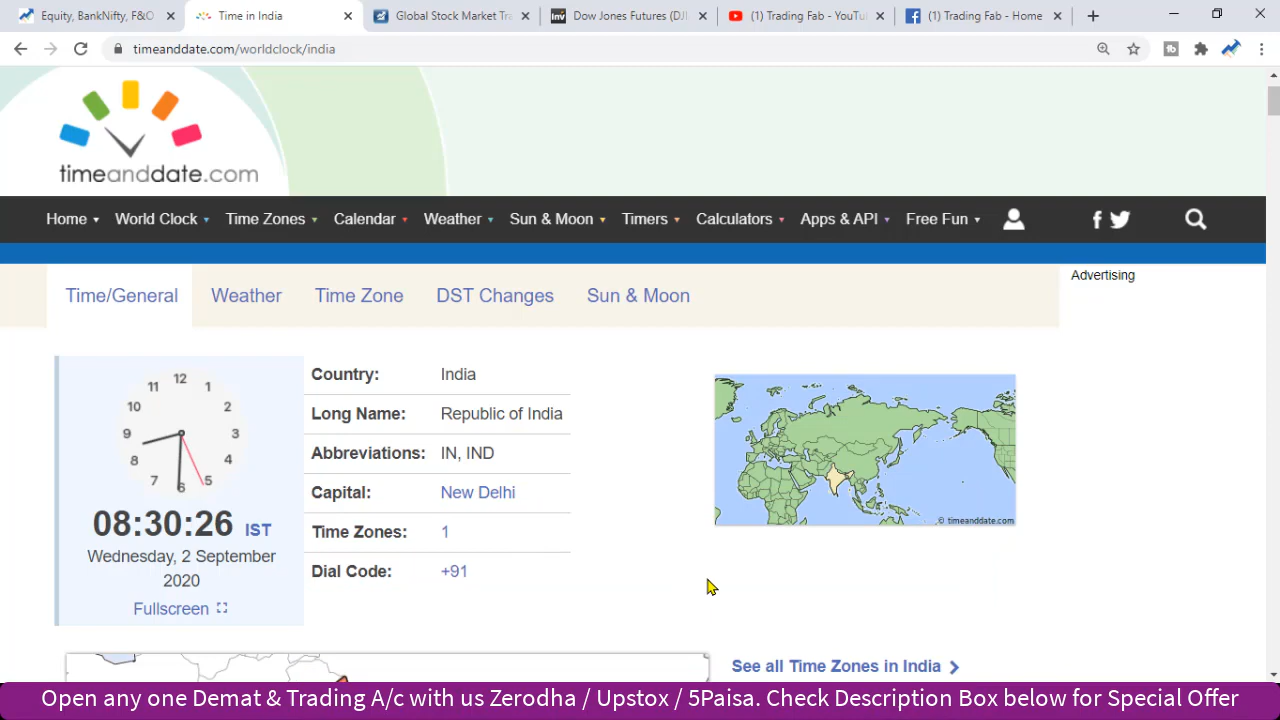 Equity, BankNifty, F&O
Time in India
Global Stock Market Tra
Dow Jones Futures (DJI
(1) Trading Fab - YouTu
(1) Trading Fab - Home
timeanddate.com/worldclock/india
timeanddate.com
Home
World Clock
Time Zones
Calendar
Weather
Sun & Moon
Timers
Calculators
Apps & API
Free Fun
Time/General
Weather
Time Zone
DST Changes
Sun & Moon
Advertising
12
11 1
10 2
9 3
8 4
7 5
6
08:30:26 IST
Wednesday, 2 September
2020
Fullscreen
Country: India
Long Name: Republic of India
Abbreviations: IN, IND
Capital: New Delhi
Time Zones: 1
Dial Code: +91
© timeanddate.com
See all Time Zones in India
Open any one Demat & Trading A/c with us Zerodha / Upstox / 5Paisa. Check Description Box below for Special Offer